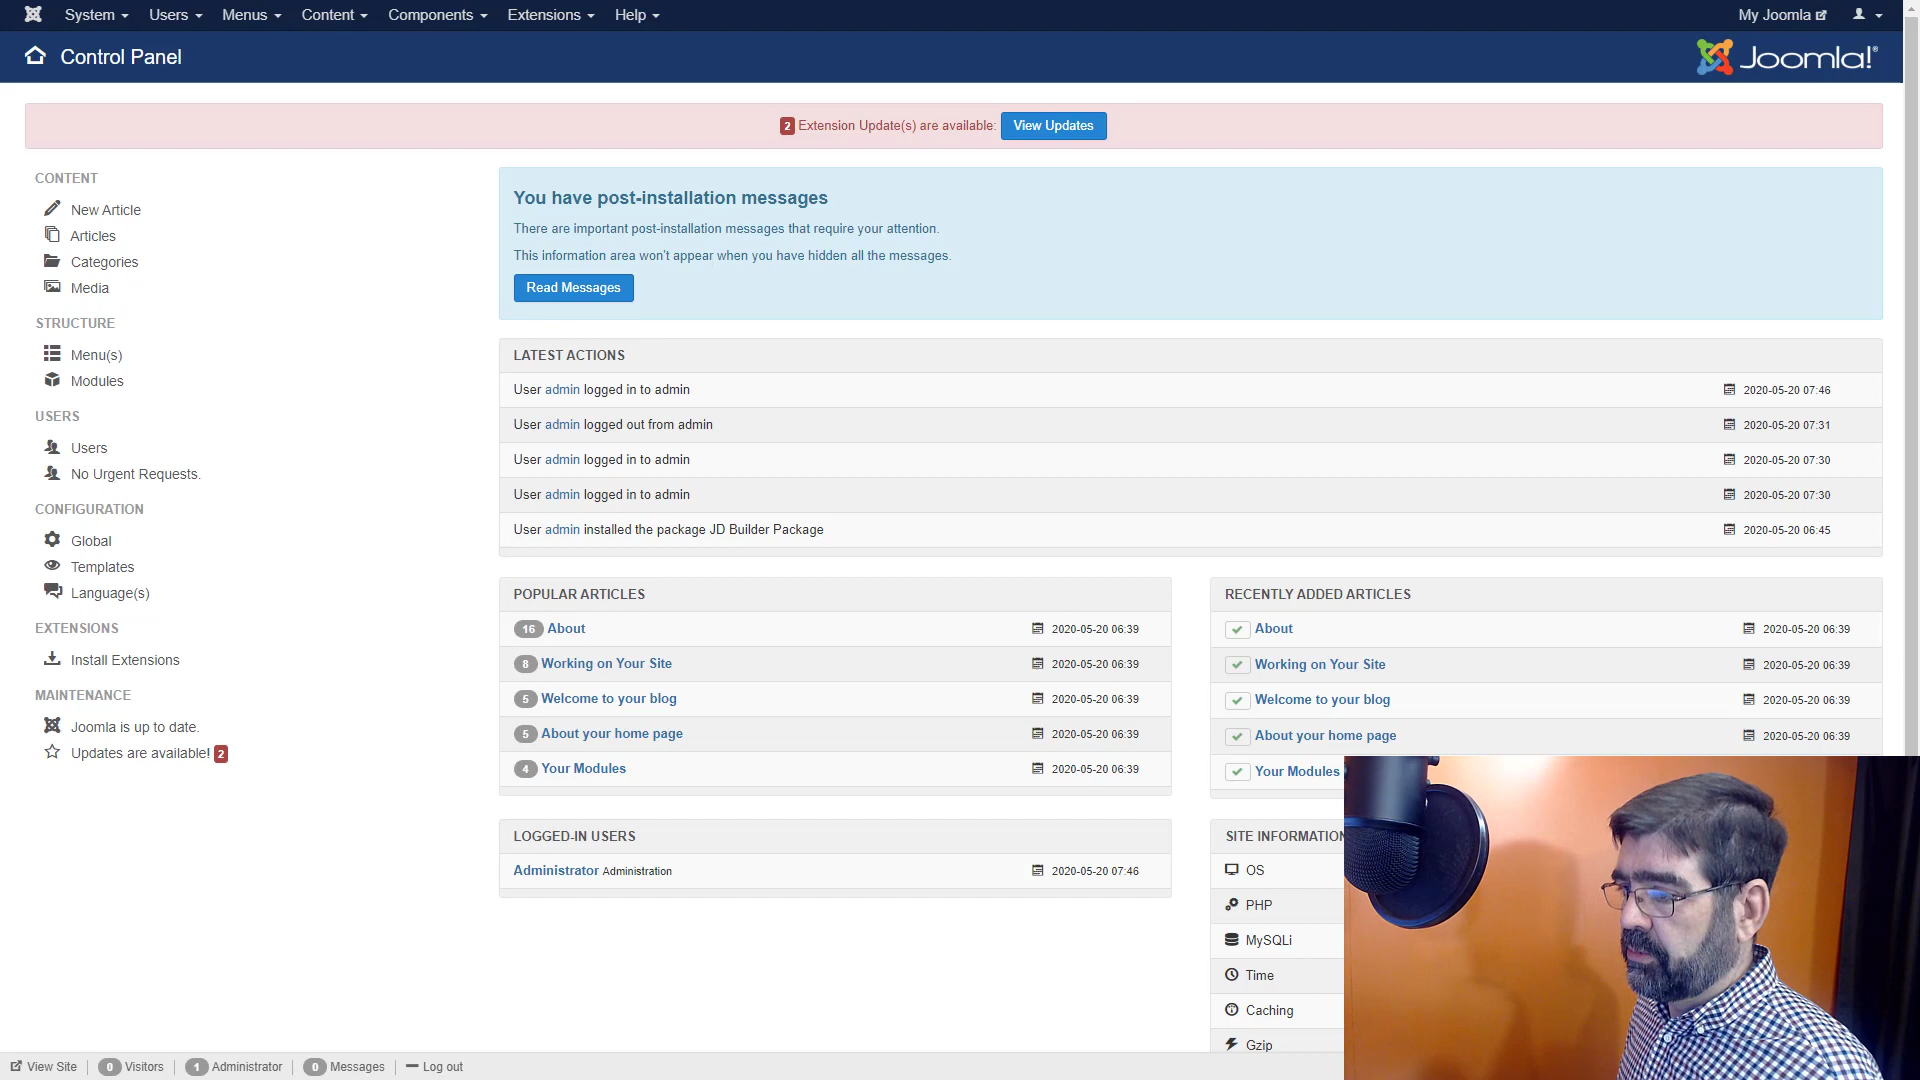 System Users Menus Content Components Extensions Help My Joomla
Control Panel Joomla!®
2 Extension Update(s) are available: View Updates
CONTENT
New Article
Articles
Categories
Media
STRUCTURE
Menu(s)
Modules
USERS
Users
No Urgent Requests.
CONFIGURATION
Global
Templates
Language(s)
EXTENSIONS
Install Extensions
MAINTENANCE
Joomla is up to date.
Updates are available! 2
You have post-installation messages
There are important post-installation messages that require your attention.
This information area won't appear when you have hidden all the messages.
Read Messages
LATEST ACTIONS
User admin logged in to admin 2020-05-20 07:46
User admin logged out from admin 2020-05-20 07:31
User admin logged in to admin 2020-05-20 07:30
User admin logged in to admin 2020-05-20 07:30
User admin installed the package JD Builder Package 2020-05-20 06:45
POPULAR ARTICLES
16 About 2020-05-20 06:39
8 Working on Your Site 2020-05-20 06:39
5 Welcome to your blog 2020-05-20 06:39
5 About your home page 2020-05-20 06:39
4 Your Modules 2020-05-20 06:39
RECENTLY ADDED ARTICLES
About 2020-05-20 06:39
Working on Your Site 2020-05-20 06:39
Welcome to your blog 2020-05-20 06:39
About your home page 2020-05-20 06:39
Your Modules
LOGGED-IN USERS
Administrator Administration 2020-05-20 07:46
SITE INFORMATION
OS
PHP
MySQLi
Time
Caching
Gzip
View Site 0 Visitors 1 Administrator 0 Messages Log out